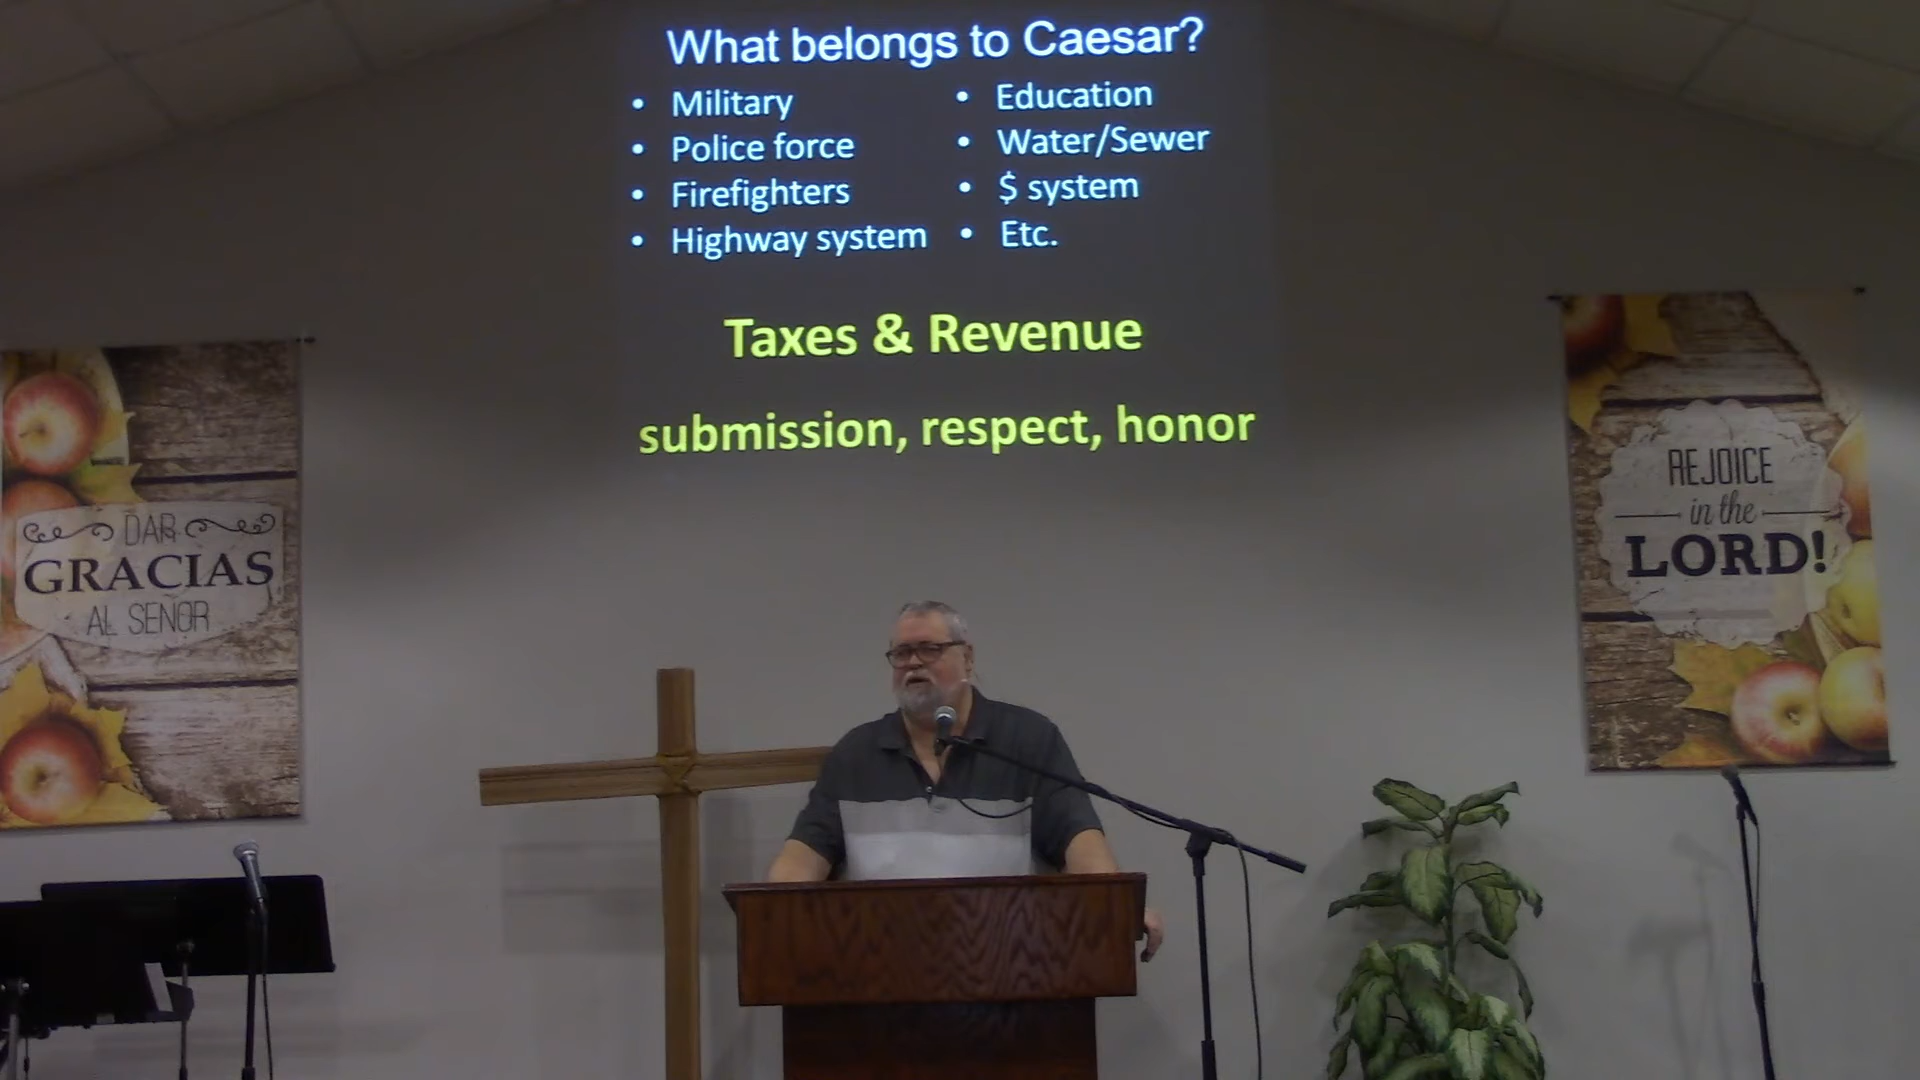 What belongs to Caesar?
• Military
• Police force
• Firefighters
• Highway system
• Education
• Water/Sewer
• $ system
• Etc.
Taxes & Revenue
submission, respect, honor
DAR
GRACIAS
AL SEÑOR
REJOICE
in the
LORD!